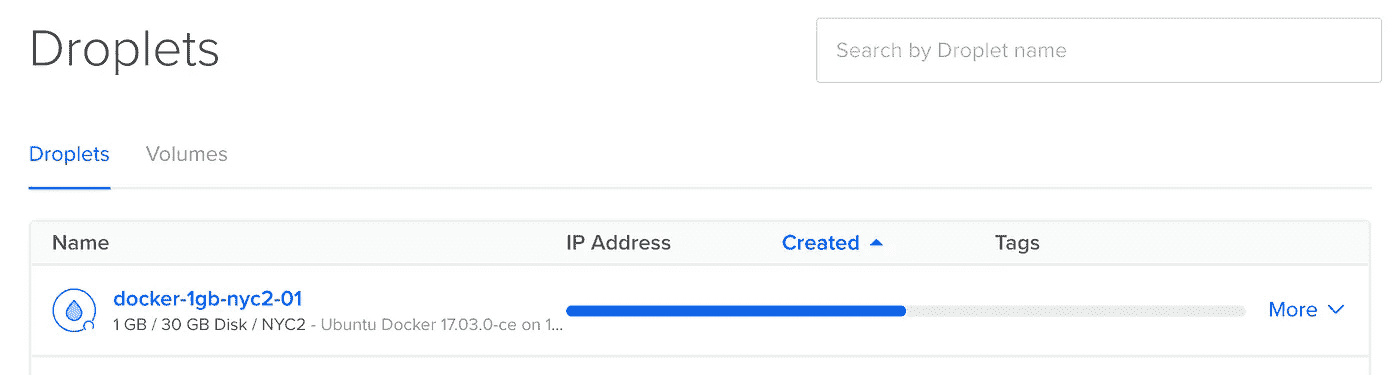 Droplets
Search by Droplet name
Droplets Volumes
Name IP Address Created Tags
docker-1gb-nyc2-01
1 GB / 30 GB Disk / NYC2 - Ubuntu Docker 17.03.0-ce on 1...
More